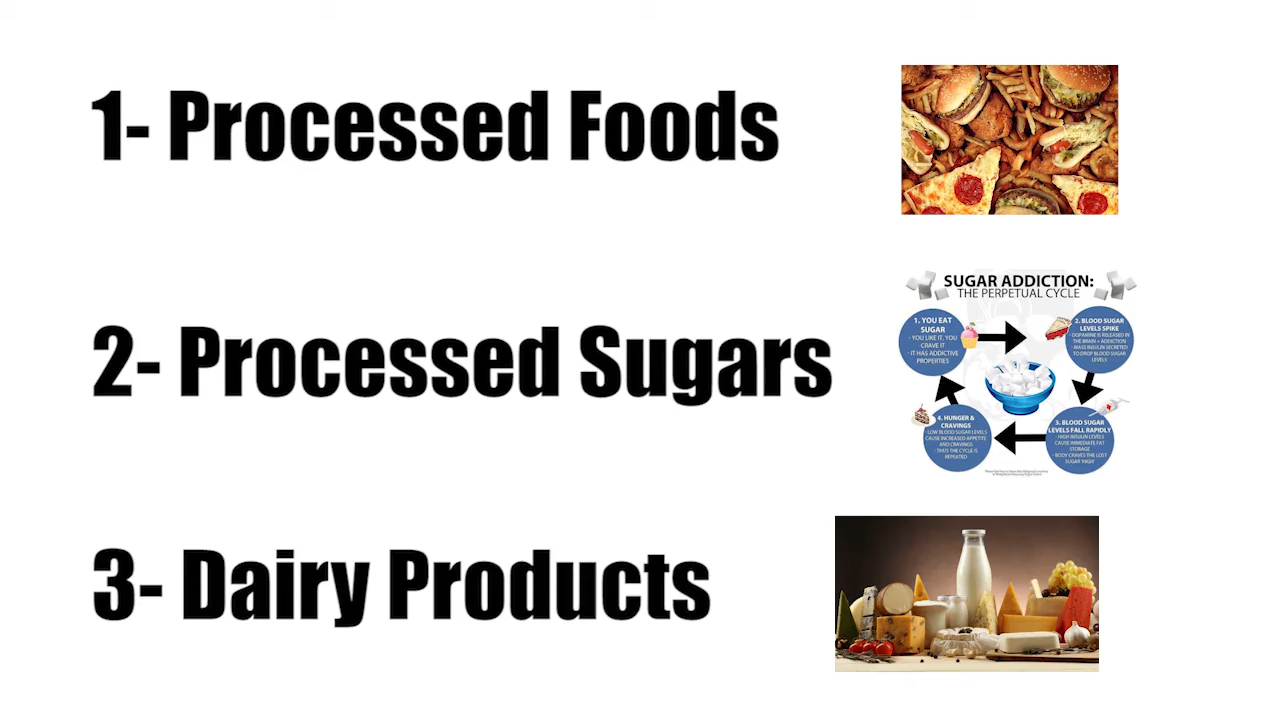 1- Processed Foods
SUGAR ADDICTION:
THE PERPETUAL CYCLE
1. YOU EAT
SUGAR
- YOU LIKE IT, YOU
CRAVE IT
- IT HAS ADDICTIVE
PROPERTIES
2. BLOOD SUGAR
LEVELS SPIKE
- DOPAMINE IS RELEASED IN
THE BRAIN = ADDICTION
- MASS INSULIN SECRETED
TO DROP BLOOD SUGAR
LEVELS
2- Processed Sugars
4. HUNGER &
CRAVINGS
- LOW BLOOD SUGAR LEVELS
CAUSE INCREASED APPETITE
AND CRAVINGS
- THUS THE CYCLE IS
REPEATED
3. BLOOD SUGAR
LEVELS FALL RAPIDLY
- HIGH INSULIN LEVELS
CAUSE IMMEDIATE FAT
STORAGE
- BODY CRAVES THE LOST
SUGAR 'HIGH'
3- Dairy Products